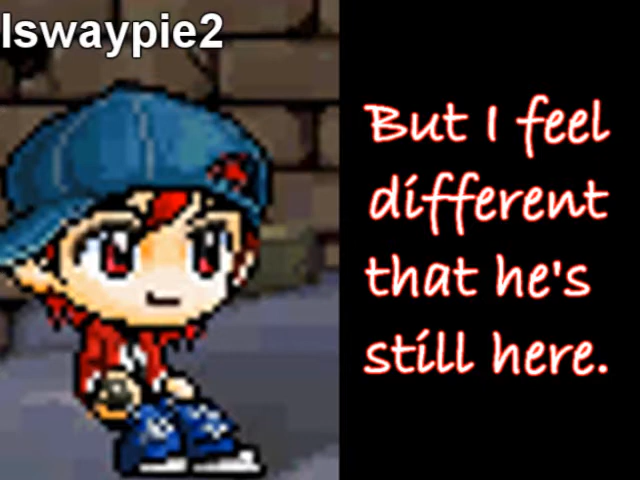 lswaypie2
But I feel
different
that he's
still here.